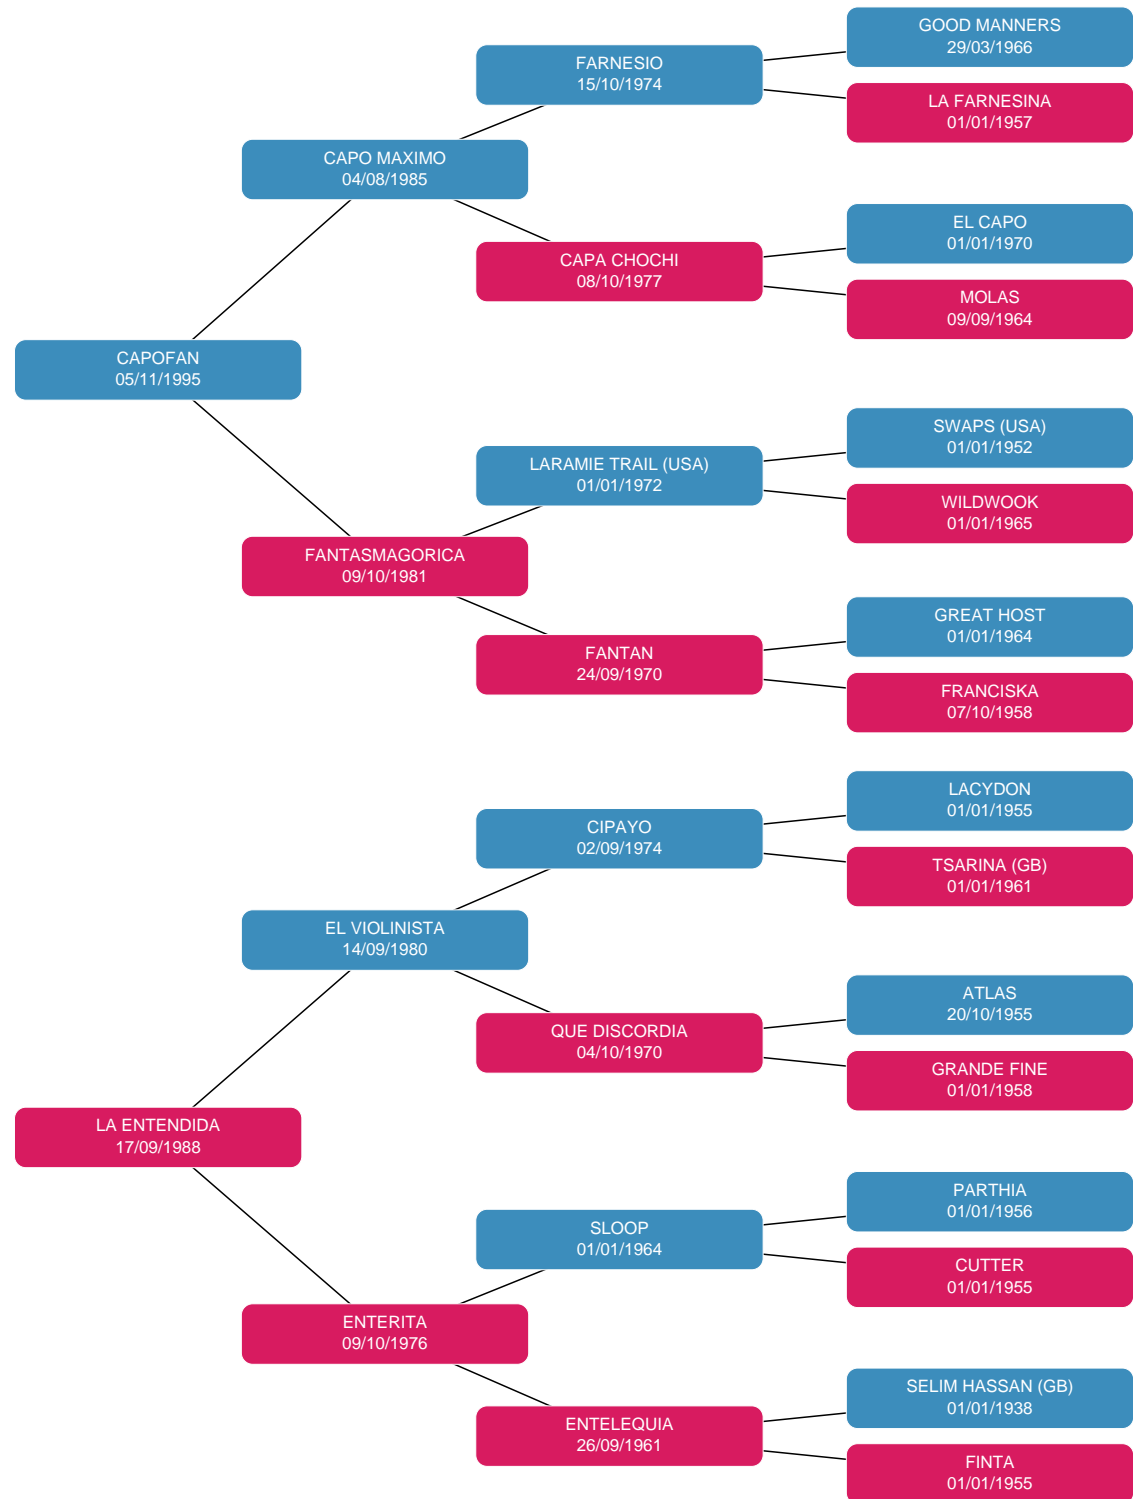 GOOD MANNERS
29/03/1966
FARNESIO
15/10/1974
LA FARNESINA
01/01/1957
CAPO MAXIMO
04/08/1985
EL CAPO
01/01/1970
CAPA CHOCHI
08/10/1977
MOLAS
09/09/1964
CAPOFAN
05/11/1995
SWAPS (USA)
01/01/1952
LARAMIE TRAIL (USA)
01/01/1972
WILDWOOK
01/01/1965
FANTASMAGORICA
09/10/1981
GREAT HOST
01/01/1964
FANTAN
24/09/1970
FRANCISKA
07/10/1958
LACYDON
01/01/1955
CIPAYO
02/09/1974
TSARINA (GB)
01/01/1961
EL VIOLINISTA
14/09/1980
ATLAS
20/10/1955
QUE DISCORDIA
04/10/1970
GRANDE FINE
01/01/1958
LA ENTENDIDA
17/09/1988
PARTHIA
01/01/1956
SLOOP
01/01/1964
CUTTER
01/01/1955
ENTERITA
09/10/1976
SELIM HASSAN (GB)
01/01/1938
ENTELEQUIA
26/09/1961
FINTA
01/01/1955